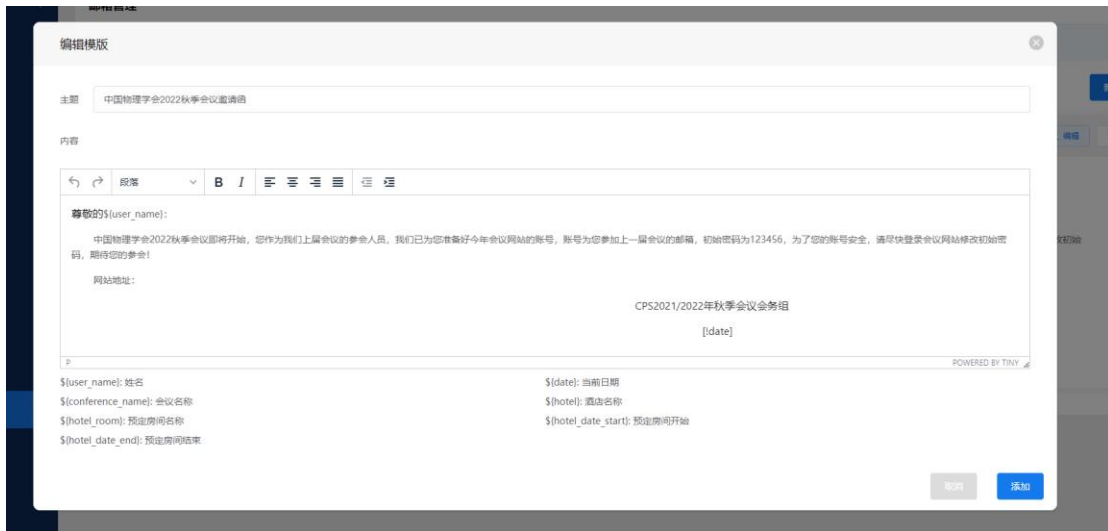 邮箱管理
编辑模版
主题 中国物理学会2022秋季会议邀请函
编辑
内容
段落 B I
尊敬的${user_name}:
中国物理学会2022秋季会议即将开始，您作为我们上届会议的参会人员，我们已为您准备好今年会议网站的账号，账号为您参加上一届会议的邮箱，初始密码为123456，为了您的账号安全，请尽快登录会议网站修改初始密
码，期待您的参会!
网站地址：
CPS2021/2022年秋季会议会务组
[!date]
P POWERED BY TINY
${user_name}: 姓名 ${date}: 当前日期
${conference_name}: 会议名称 ${hotel}: 酒店名称
${hotel_room}: 预定房间名称 ${hotel_date_start}: 预定房间开始
${hotel_date_end}: 预定房间结束
取消 添加